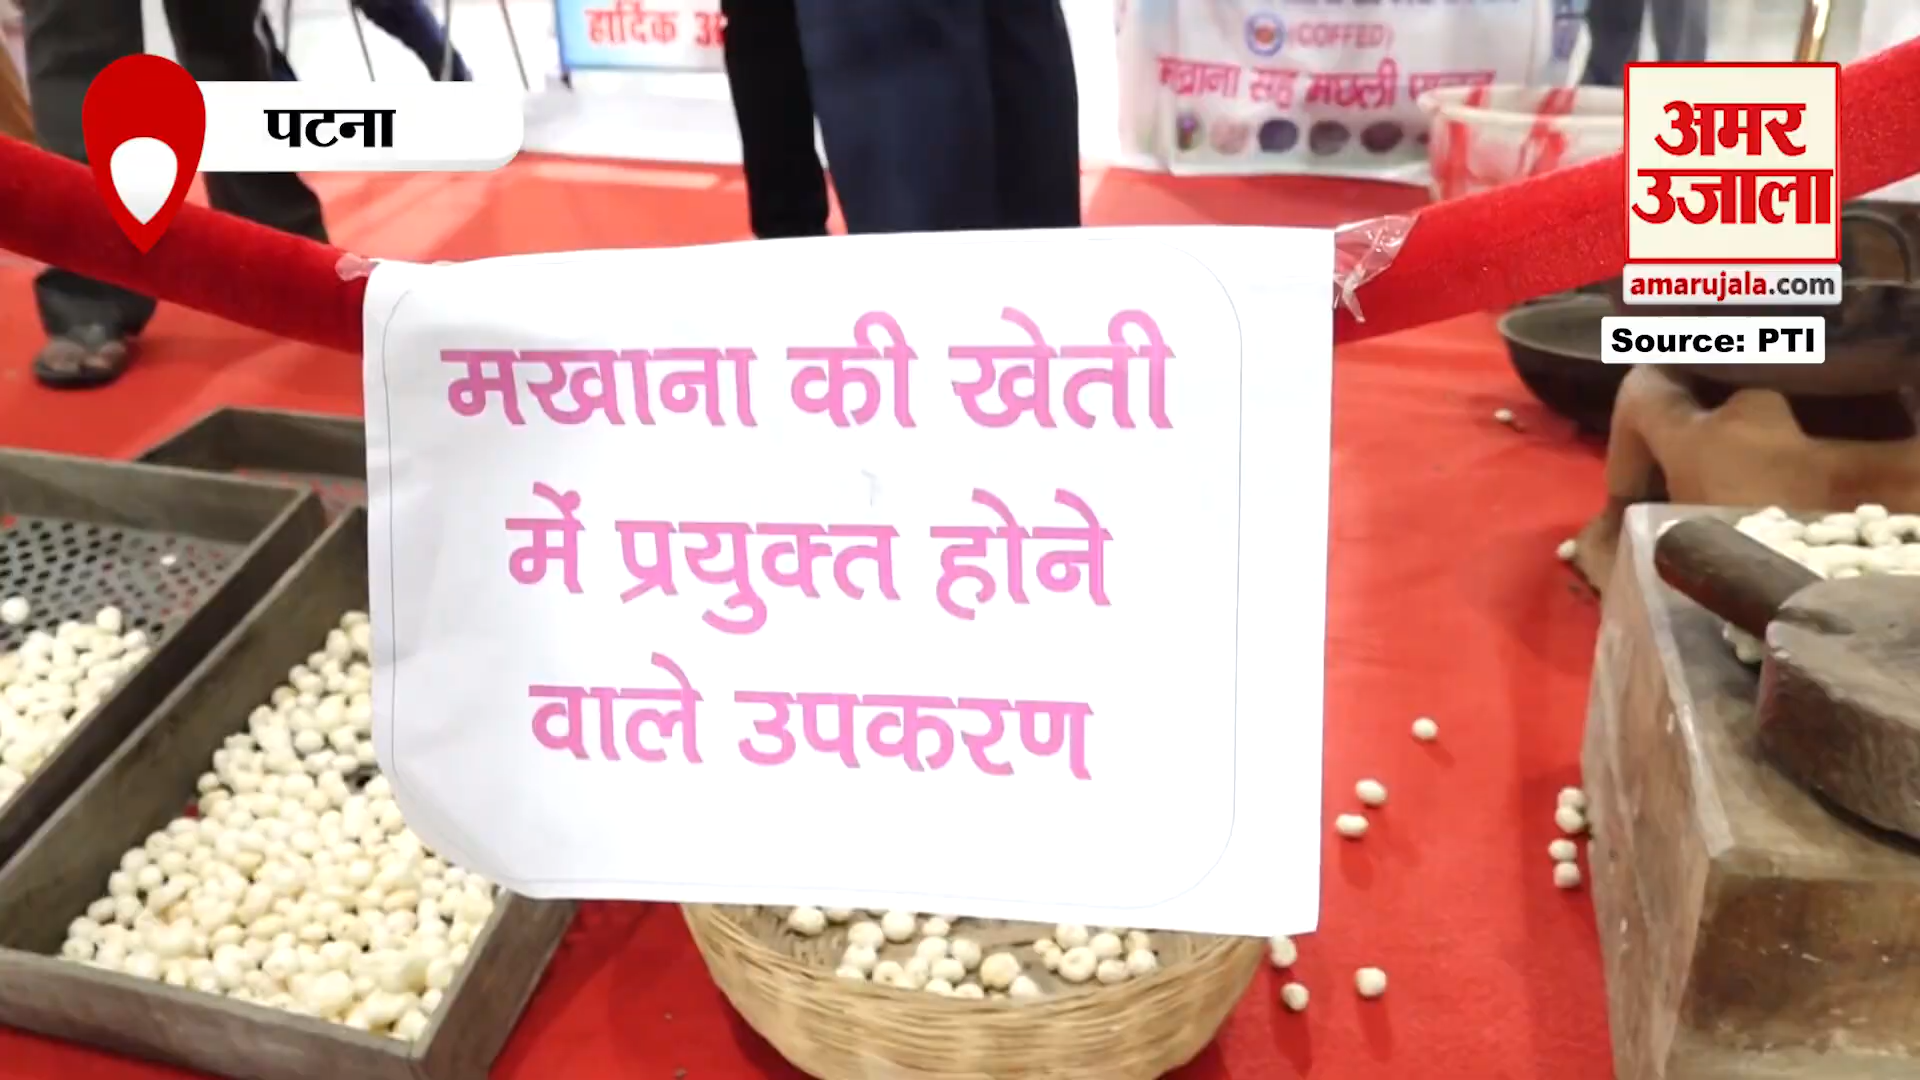 हार्दिक
(COFFED)
मखाना सह मछली
पटना
अमर
उजाला
amarujala.com
Source: PTI
मखाना की खेती
में प्रयुक्त होने
वाले उपकरण